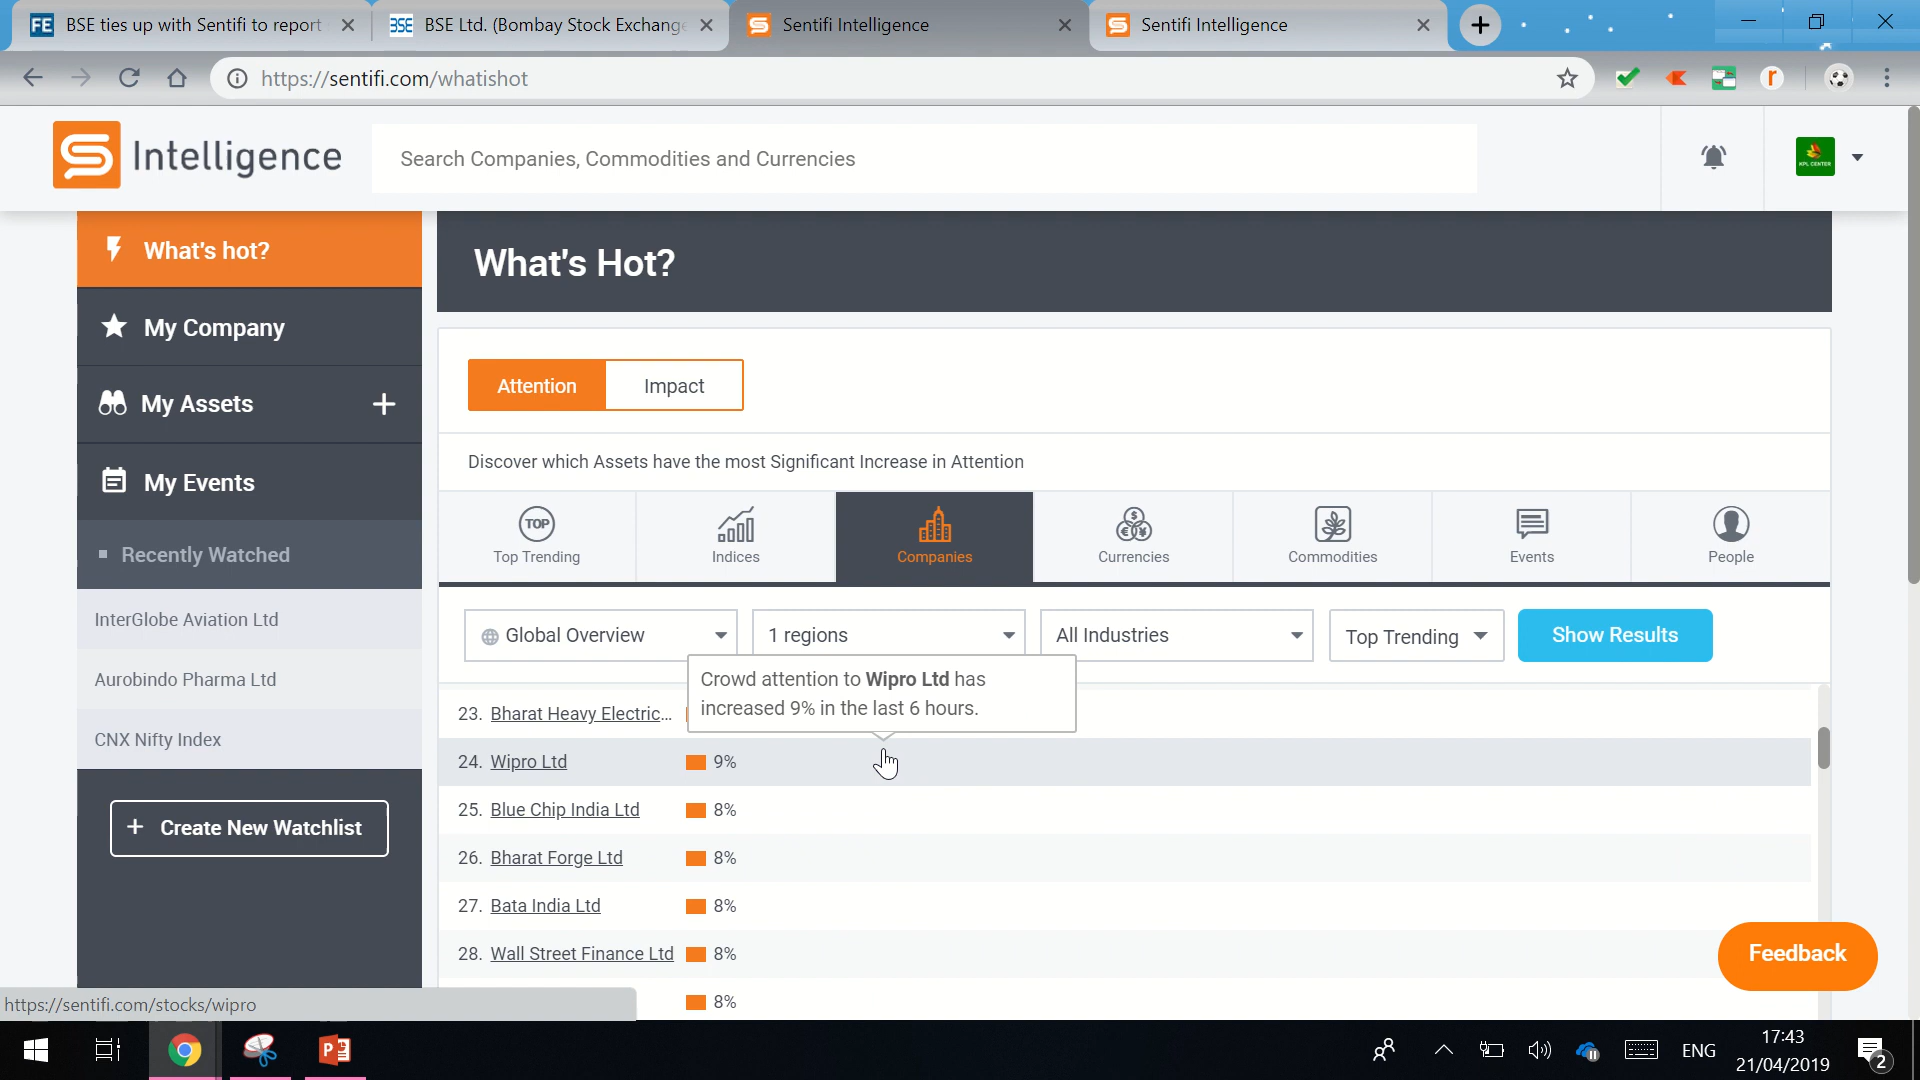 BSE ties up with Sentifi to report
BSE Ltd. (Bombay Stock Exchange
Sentifi Intelligence
Sentifi Intelligence
https://sentifi.com/whatishot
Intelligence
Search Companies, Commodities and Currencies
KPL CENTER
What's hot?
My Company
My Assets
My Events
Recently Watched
InterGlobe Aviation Ltd
Aurobindo Pharma Ltd
CNX Nifty Index
+ Create New Watchlist
What's Hot?
Attention
Impact
Discover which Assets have the most Significant Increase in Attention
TOP
Top Trending
Indices
Companies
Currencies
Commodities
Events
People
Global Overview
1 regions
All Industries
Top Trending
Show Results
Crowd attention to Wipro Ltd has
increased 9% in the last 6 hours.
23. Bharat Heavy Electric...
24. Wipro Ltd 9%
25. Blue Chip India Ltd 8%
26. Bharat Forge Ltd 8%
27. Bata India Ltd 8%
28. Wall Street Finance Ltd 8%
8%
Feedback
https://sentifi.com/stocks/wipro
ENG
17:43
21/04/2019
2